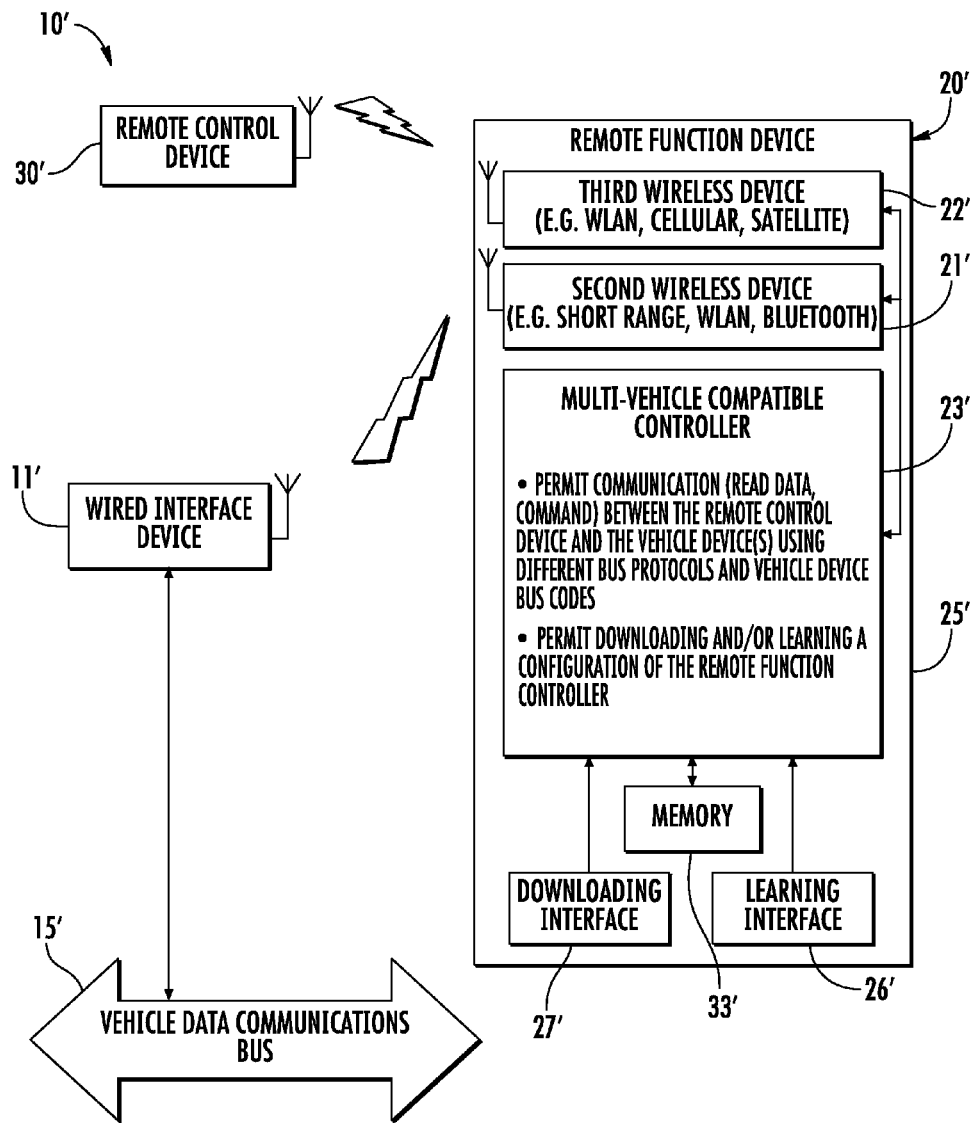 10'
REMOTE CONTROL
DEVICE
30'
20'
REMOTE FUNCTION DEVICE
THIRD WIRELESS DEVICE
(E.G. WLAN, CELLULAR, SATELLITE)
22'
SECOND WIRELESS DEVICE
(E.G. SHORT RANGE, WLAN, BLUETOOTH)
21'
MULTI-VEHICLE COMPATIBLE
CONTROLLER
23'
• PERMIT COMMUNICATION (READ DATA,
COMMAND) BETWEEN THE REMOTE CONTROL
DEVICE AND THE VEHICLE DEVICE(S) USING
DIFFERENT BUS PROTOCOLS AND VEHICLE DEVICE
BUS CODES
• PERMIT DOWNLOADING AND/OR LEARNING A
CONFIGURATION OF THE REMOTE FUNCTION
CONTROLLER
25'
11'
WIRED INTERFACE
DEVICE
MEMORY
DOWNLOADING
INTERFACE
LEARNING
INTERFACE
27'
33'
26'
15'
VEHICLE DATA COMMUNICATIONS
BUS